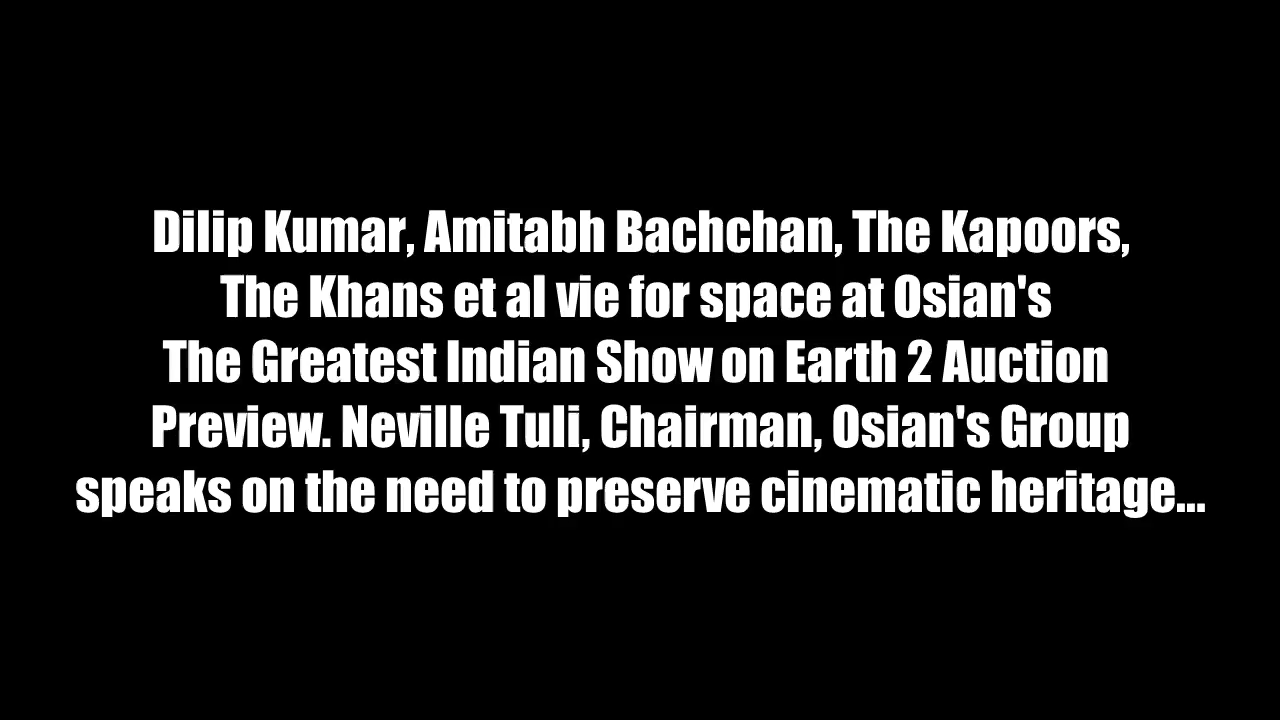 Dilip Kumar, Amitabh Bachchan, The Kapoors,
The Khans et al vie for space at Osian's
The Greatest Indian Show on Earth 2 Auction
Preview. Neville Tuli, Chairman, Osian's Group
speaks on the need to preserve cinematic heritage...